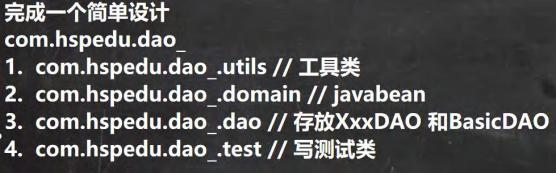 完成一个简单设计
com.hspedu.dao_
1. com.hspedu.dao_.utils // 工具类
2. com.hspedu.dao_.domain // javabean
3. com.hspedu.dao_.dao // 存放XxxDAO 和BasicDAO
4. com.hspedu.dao_.test // 写测试类